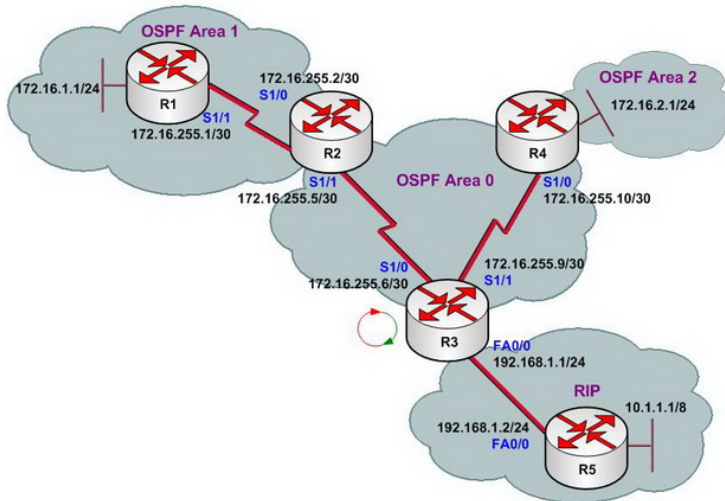 OSPF Area 1
172.16.1.1/24
R1
172.16.255.2/30
S1/0
S1/1
172.16.255.1/30
R2
OSPF Area 2
172.16.2.1/24
R4
OSPF Area 0
S1/1
172.16.255.5/30
S1/0
172.16.255.10/30
S1/0
172.16.255.6/30
172.16.255.9/30
S1/1
R3
FA0/0
192.168.1.1/24
RIP
10.1.1.1/8
192.168.1.2/24
FA0/0
R5